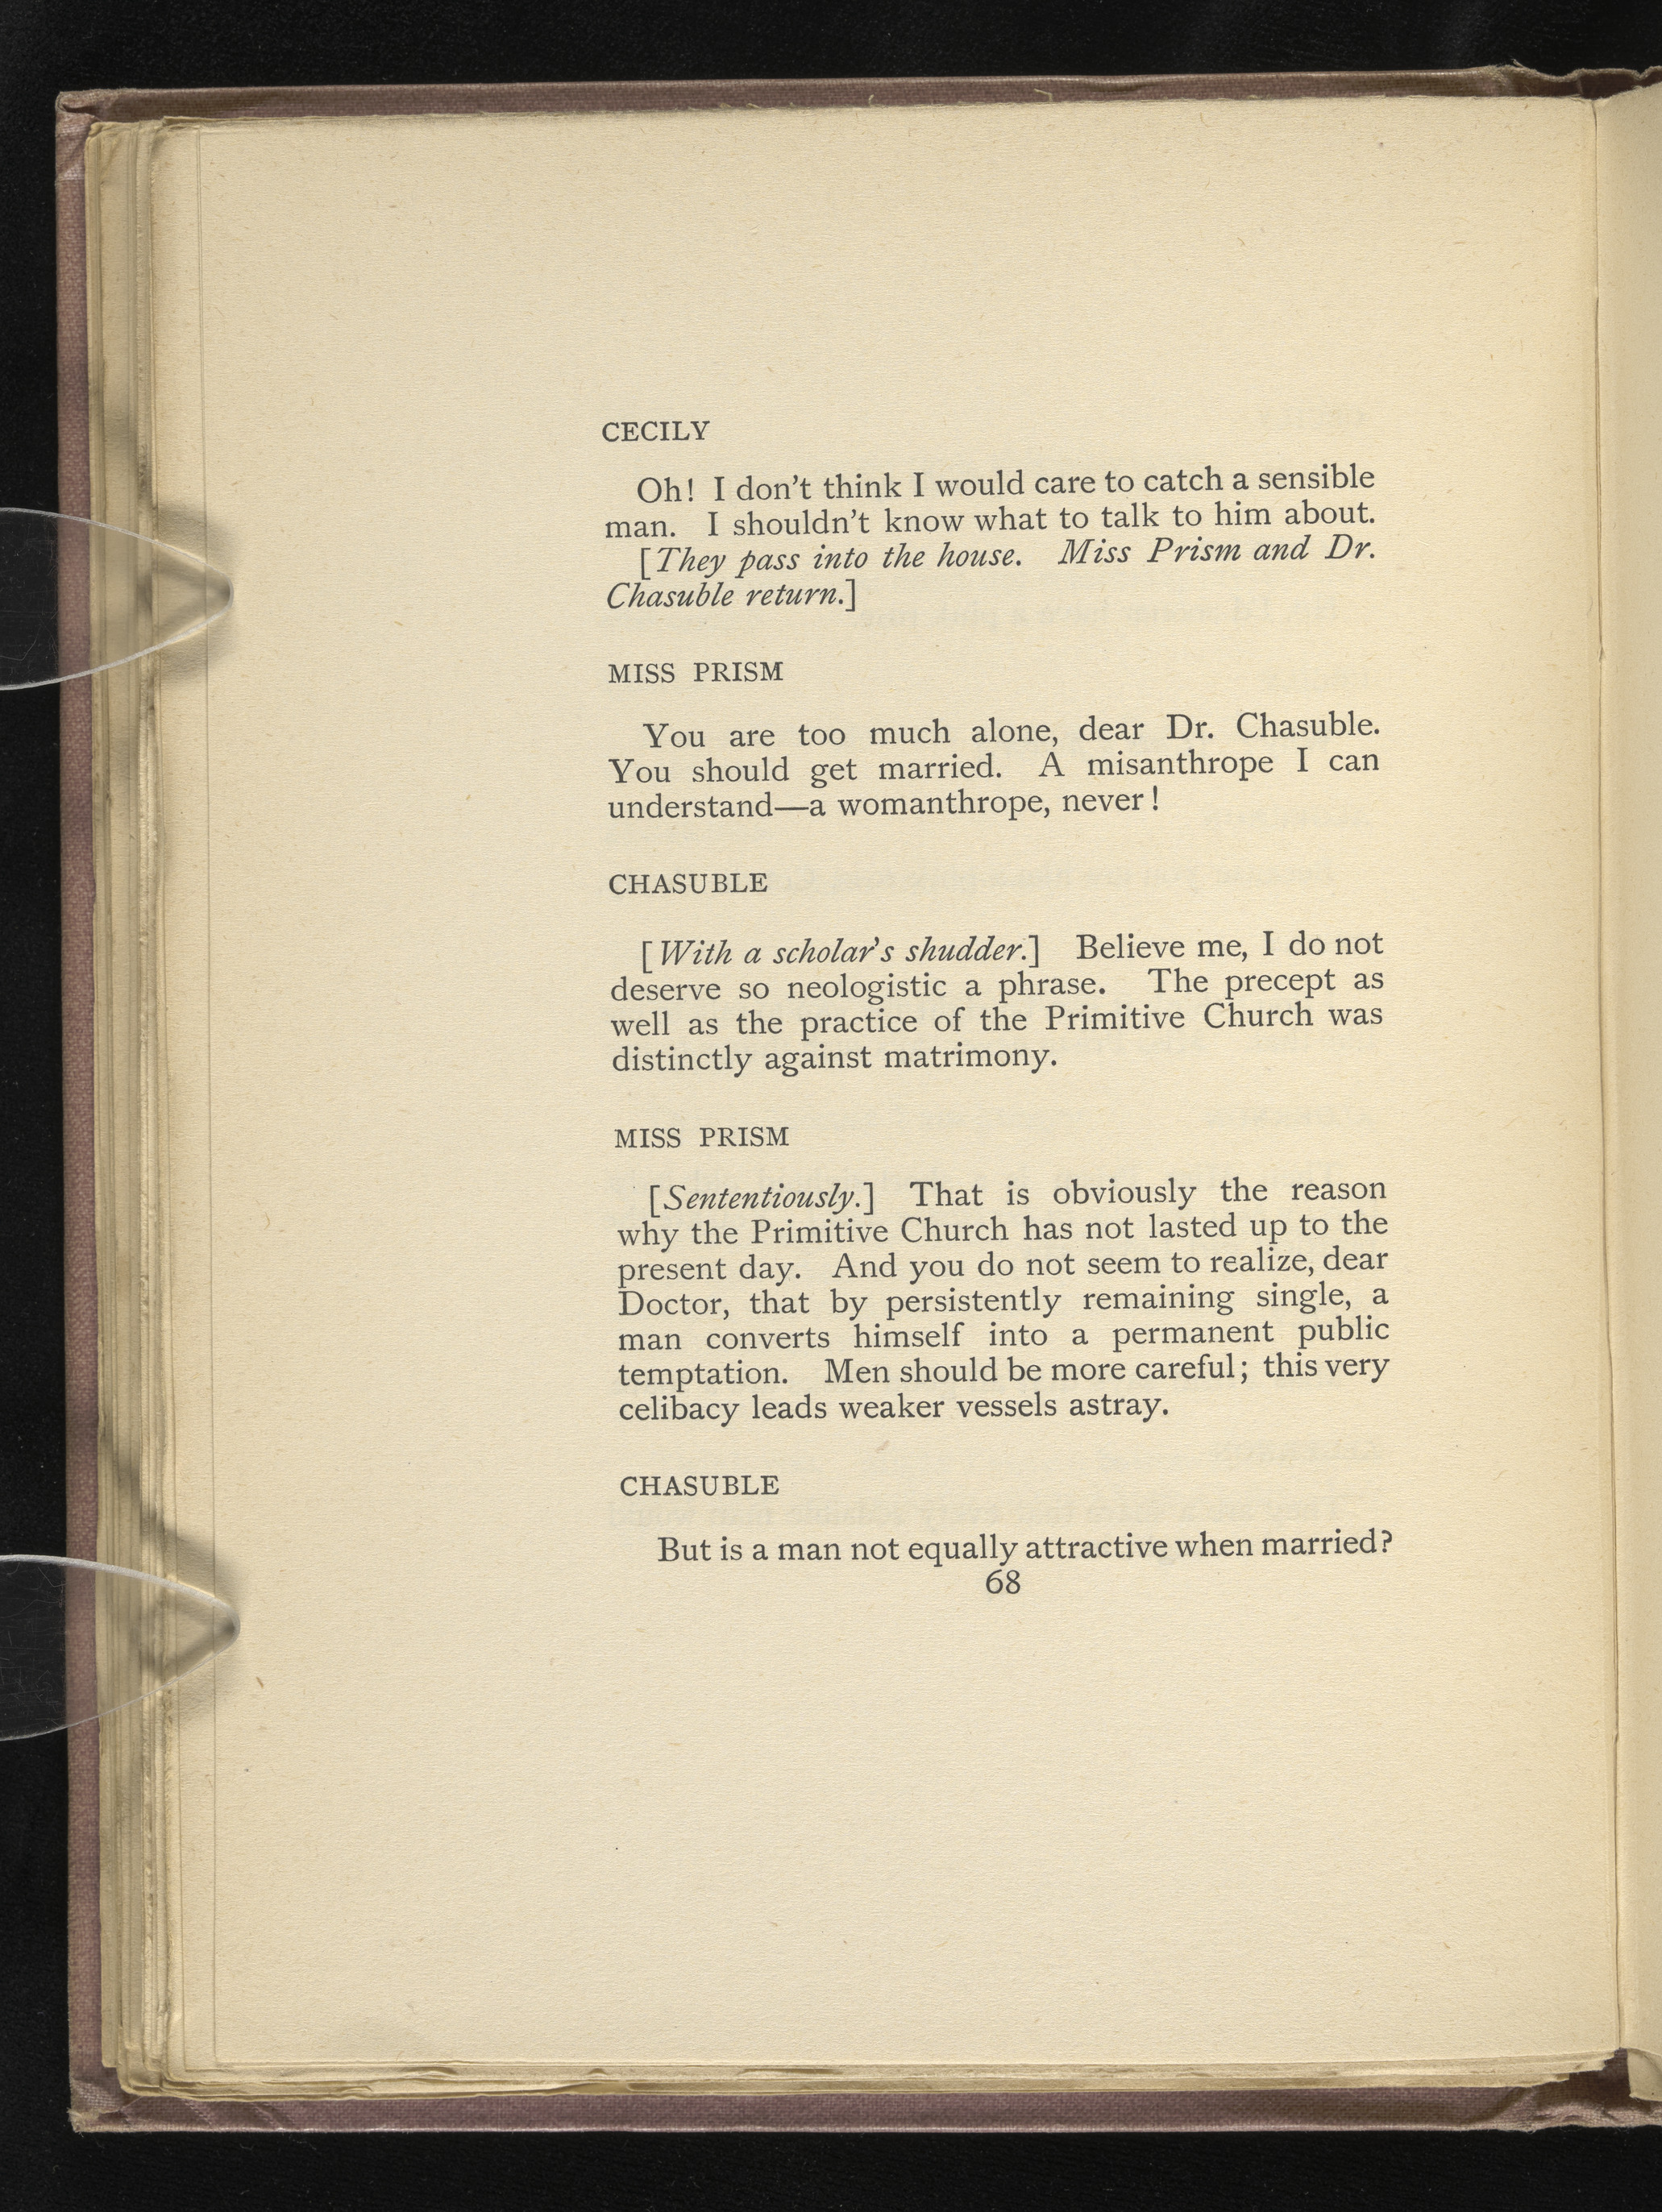 CECILY
Oh! I don't think I would care to catch a sensible
man. I shouldn't know what to talk to him about.
[They pass into the house. Miss Prism and Dr.
Chasuble return.]
MISS PRISM
You are too much alone, dear Dr. Chasuble.
You should get married. A misanthrope I can
understand—a womanthrope, never!
CHASUBLE
[With a scholar's shudder.] Believe me, I do not
deserve so neologistic a phrase. The precept as
well as the practice of the Primitive Church was
distinctly against matrimony.
MISS PRISM
[Sententiously.] That is obviously the reason
why the Primitive Church has not lasted up to the
present day. And you do not seem to realize, dear
Doctor, that by persistently remaining single, a
man converts himself into a permanent public
temptation. Men should be more careful; this very
celibacy leads weaker vessels astray.
CHASUBLE
But is a man not equally attractive when married?
68